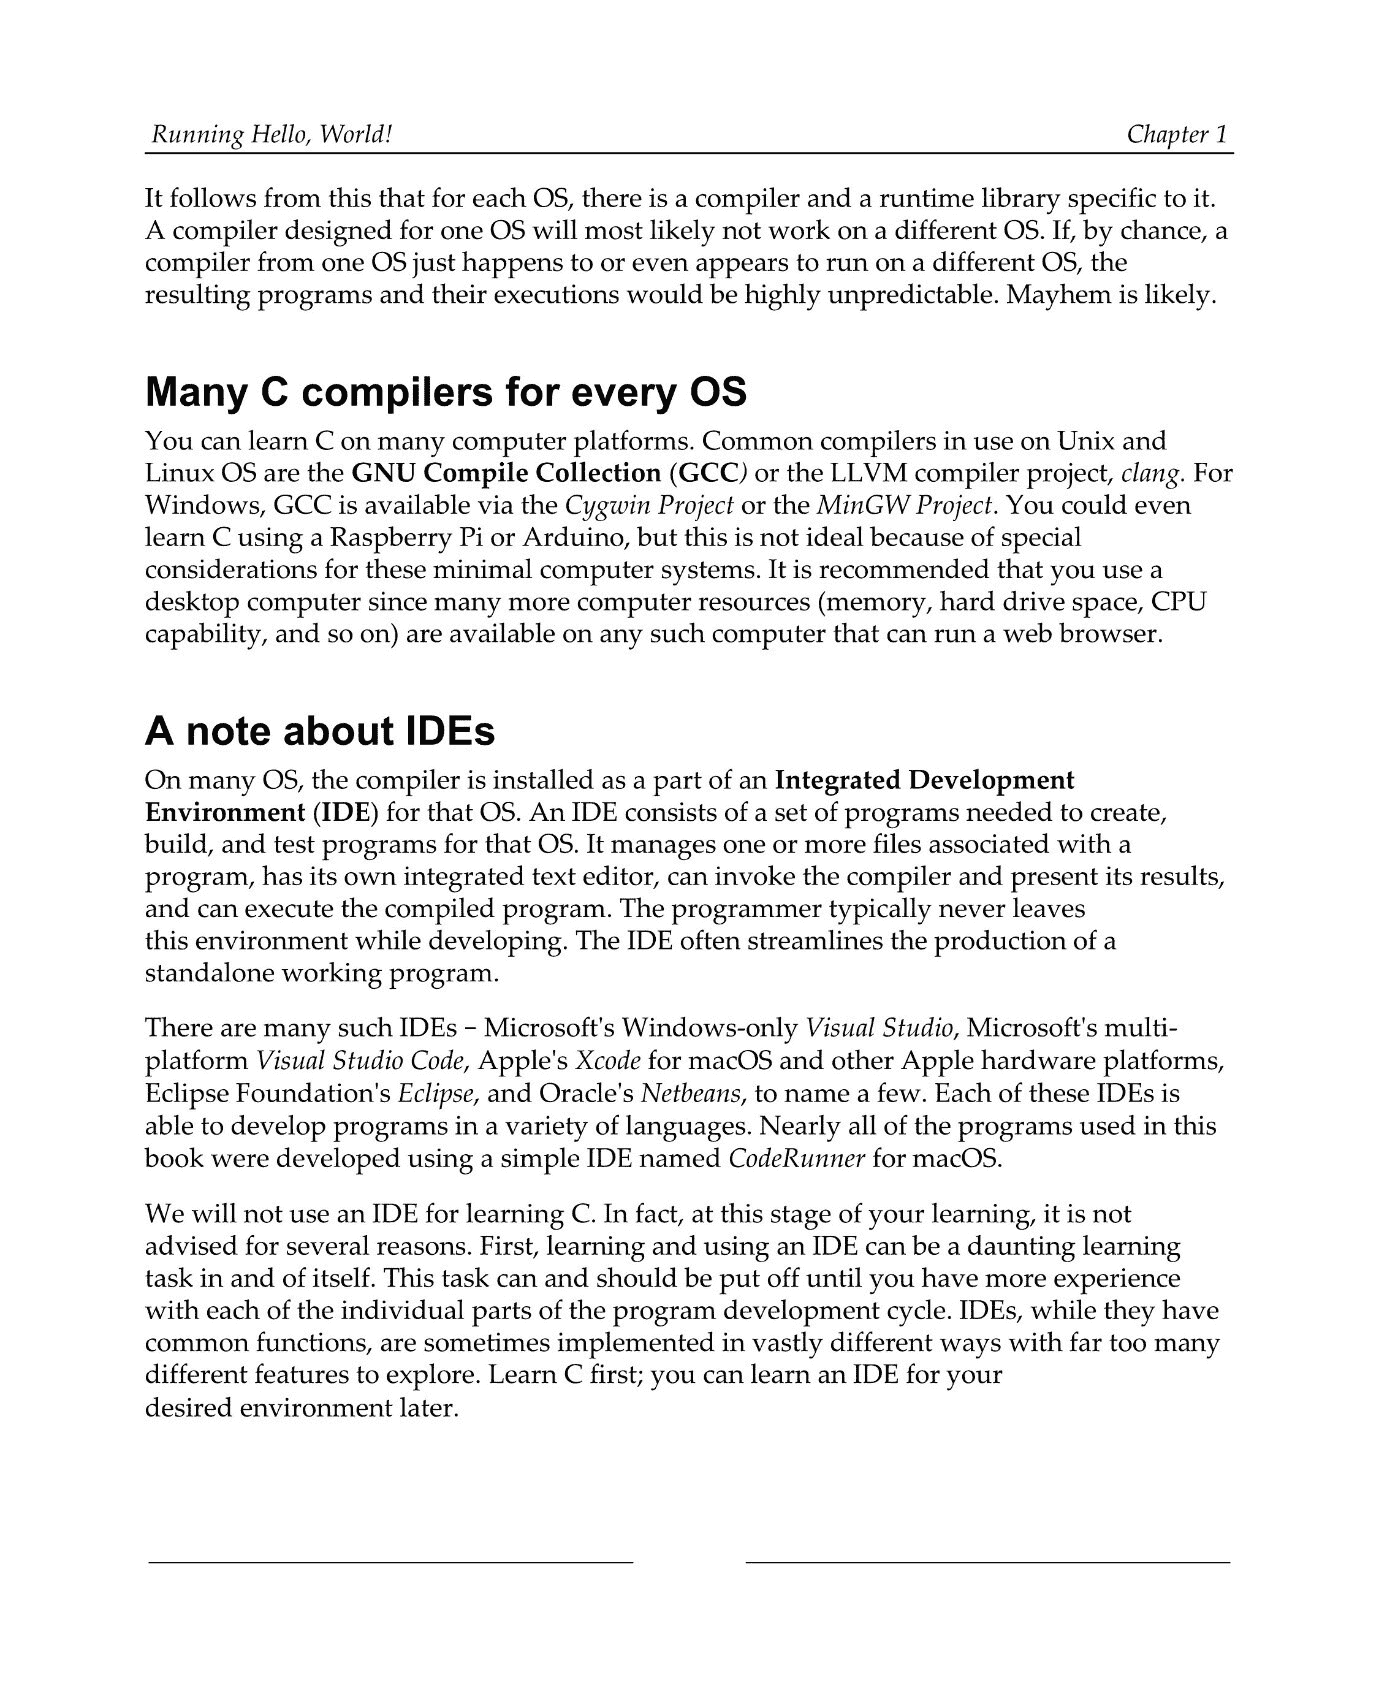 Running Hello, World! Chapter 1
It follows from this that for each OS, there is a compiler and a runtime library specific to it.
A compiler designed for one OS will most likely not work on a different OS. If, by chance, a
compiler from one OS just happens to or even appears to run on a different OS, the
resulting programs and their executions would be highly unpredictable. Mayhem is likely.
Many C compilers for every OS
You can learn C on many computer platforms. Common compilers in use on Unix and
Linux OS are the GNU Compile Collection (GCC) or the LLVM compiler project, clang. For
Windows, GCC is available via the Cygwin Project or the MinGW Project. You could even
learn C using a Raspberry Pi or Arduino, but this is not ideal because of special
considerations for these minimal computer systems. It is recommended that you use a
desktop computer since many more computer resources (memory, hard drive space, CPU
capability, and so on) are available on any such computer that can run a web browser.
A note about IDEs
On many OS, the compiler is installed as a part of an Integrated Development
Environment (IDE) for that OS. An IDE consists of a set of programs needed to create,
build, and test programs for that OS. It manages one or more files associated with a
program, has its own integrated text editor, can invoke the compiler and present its results,
and can execute the compiled program. The programmer typically never leaves
this environment while developing. The IDE often streamlines the production of a
standalone working program.
There are many such IDEs – Microsoft's Windows-only Visual Studio, Microsoft's multi-
platform Visual Studio Code, Apple's Xcode for macOS and other Apple hardware platforms,
Eclipse Foundation's Eclipse, and Oracle's Netbeans, to name a few. Each of these IDEs is
able to develop programs in a variety of languages. Nearly all of the programs used in this
book were developed using a simple IDE named CodeRunner for macOS.
We will not use an IDE for learning C. In fact, at this stage of your learning, it is not
advised for several reasons. First, learning and using an IDE can be a daunting learning
task in and of itself. This task can and should be put off until you have more experience
with each of the individual parts of the program development cycle. IDEs, while they have
common functions, are sometimes implemented in vastly different ways with far too many
different features to explore. Learn C first; you can learn an IDE for your
desired environment later.